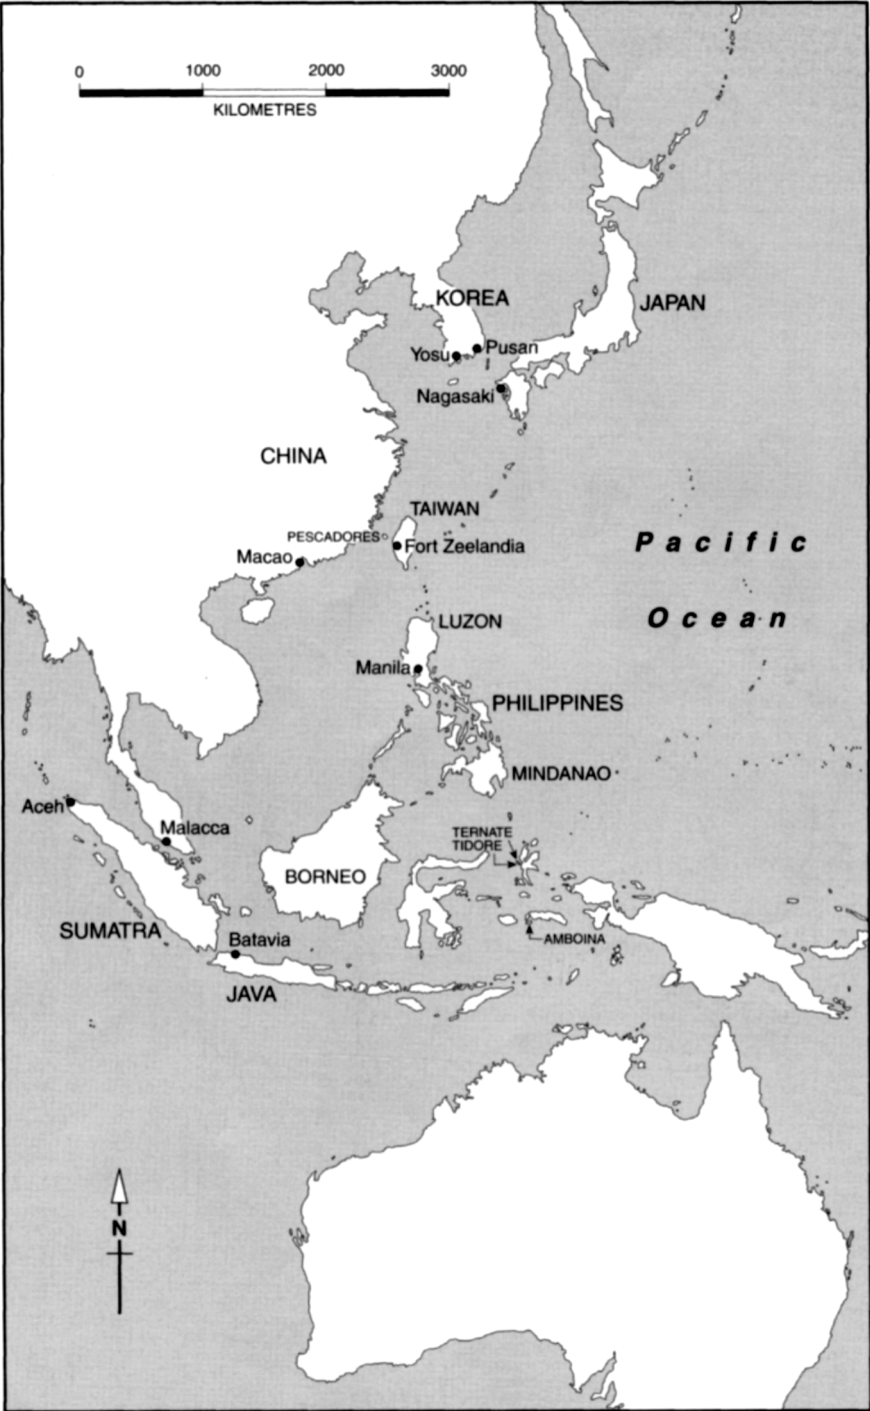 0 1000 2000 3000
KILOMETRES
KOREA
JAPAN
Yosu
Pusan
Nagasaki
CHINA
TAIWAN
PESCADORES
Fort Zeelandia
Macao
Pacific
Ocean
LUZON
Manila
PHILIPPINES
MINDANAO
Aceh
Malacca
TERNATE
TIDORE
BORNEO
SUMATRA
Batavia
AMBOINA
JAVA
N